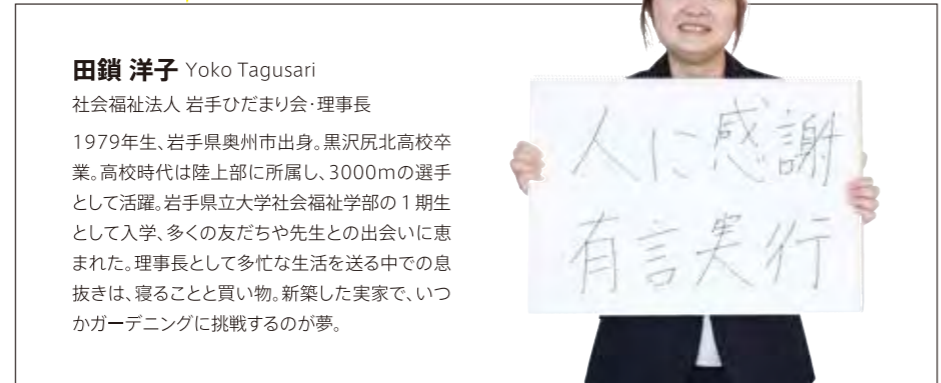 田鎖 洋子 Yoko Tagusari
社会福祉法人 岩手ひだまり会・理事長
1979年生、岩手県奥州市出身。黒沢尻北高校卒
業。高校時代は陸上部に所属し、3000mの選手
として活躍。岩手県立大学社会福祉学部の1期生
として入学、多くの友だちや先生との出会いに恵
まれた。理事長として多忙な生活を送る中での息
抜きは、寝ることと買い物。新築した実家で、いつ
かガーデニングに挑戦するのが夢。
人に感謝
有言実行